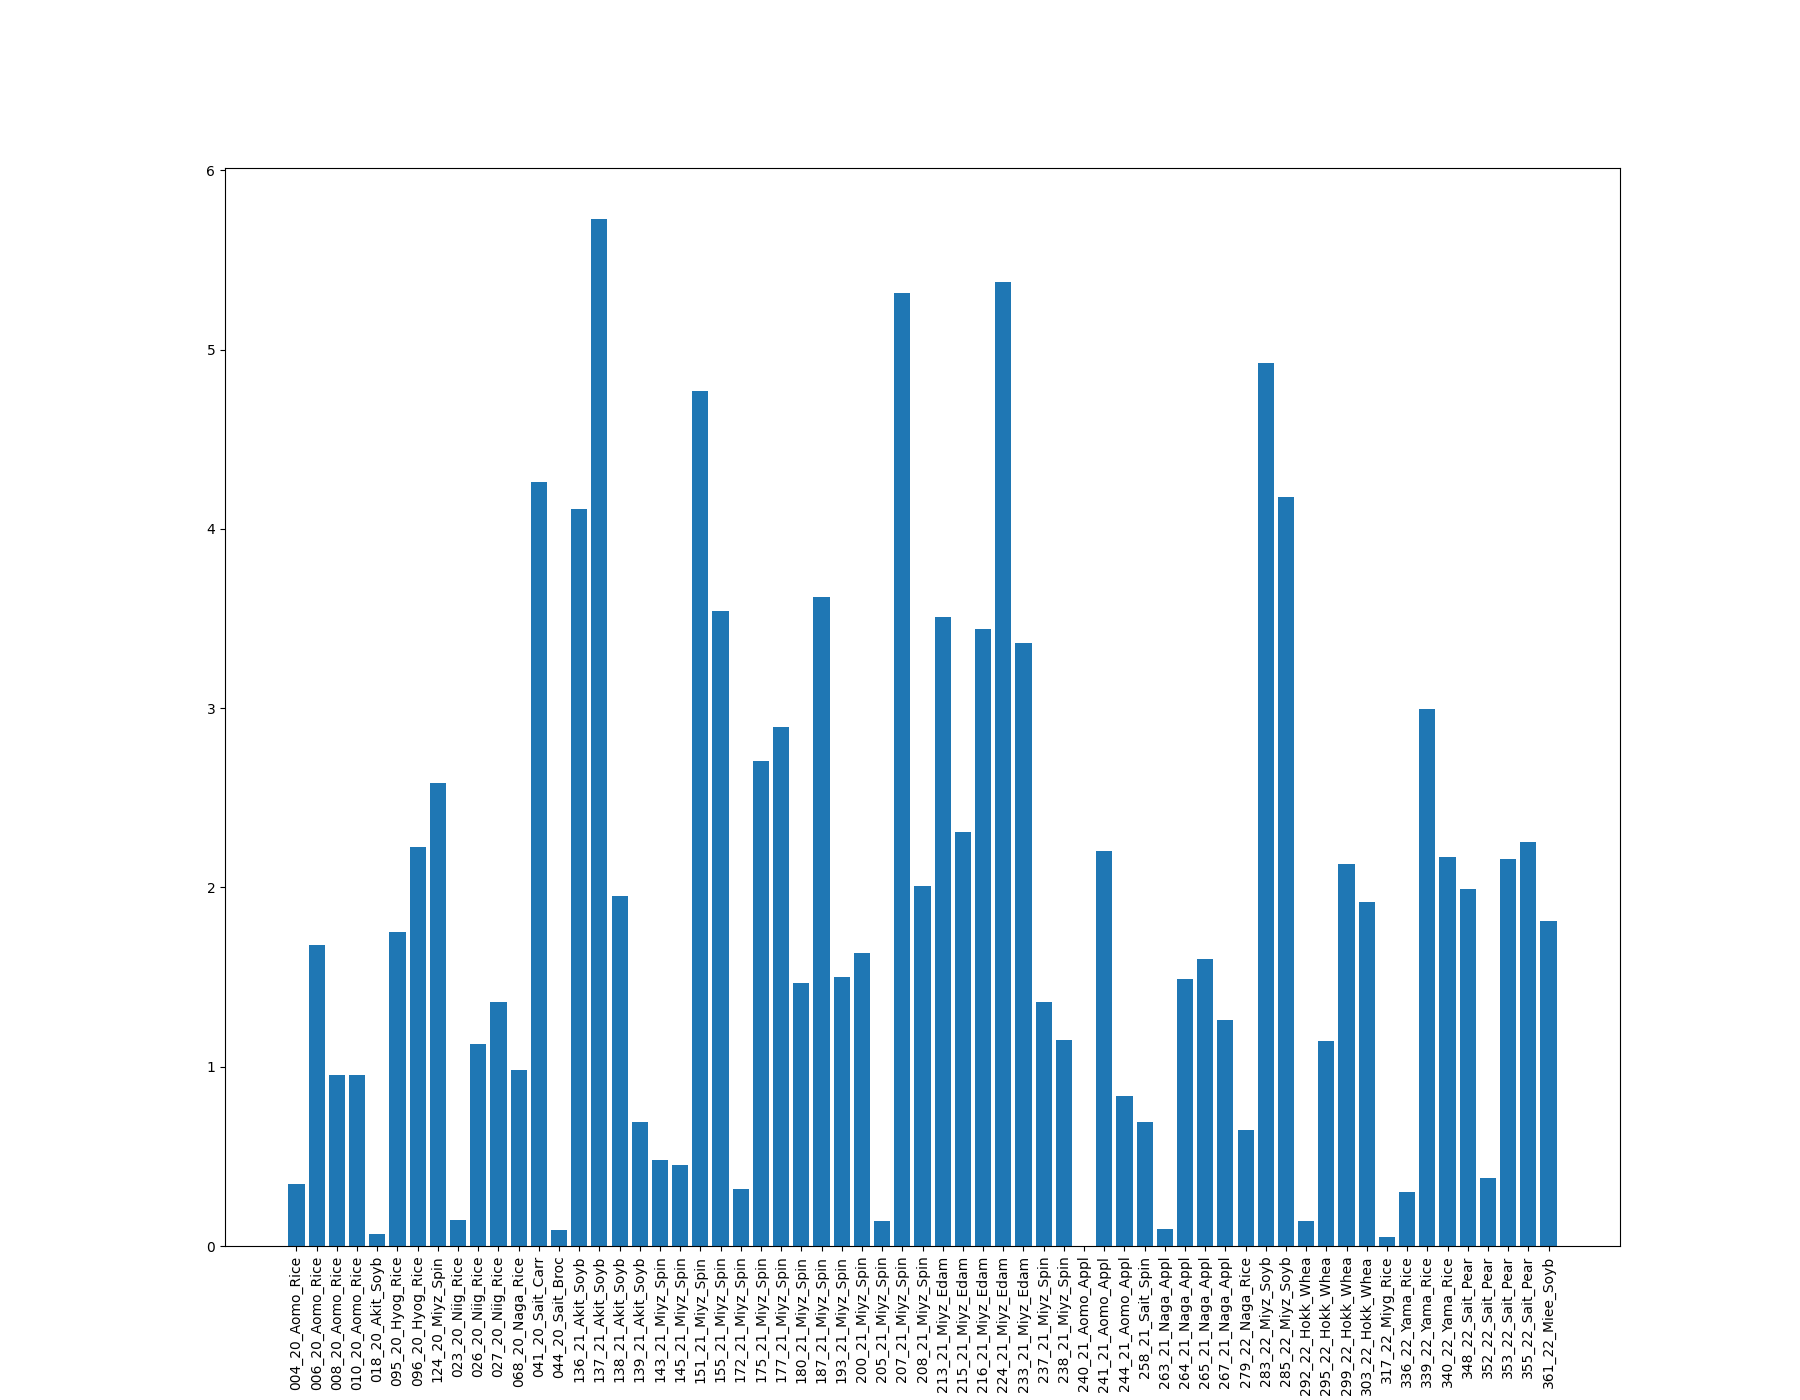 6
5
4
3
2
1
0
004_20_Aomo_Rice
006_20_Aomo_Rice
008_20_Aomo_Rice
010_20_Aomo_Rice
018_20_Akit_Soyb
095_20_Hyog_Rice
096_20_Hyog_Rice
124_20_Miyz_Spin
023_20_Niig_Rice
026_20_Niig_Rice
027_20_Niig_Rice
068_20_Naga_Rice
041_20_Sait_Carr
044_20_Sait_Broc
136_21_Akit_Soyb
137_21_Akit_Soyb
138_21_Akit_Soyb
139_21_Akit_Soyb
143_21_Miyz_Spin
145_21_Miyz_Spin
151_21_Miyz_Spin
155_21_Miyz_Spin
172_21_Miyz_Spin
175_21_Miyz_Spin
177_21_Miyz_Spin
180_21_Miyz_Spin
187_21_Miyz_Spin
193_21_Miyz_Spin
200_21_Miyz_Spin
205_21_Miyz_Spin
207_21_Miyz_Spin
208_21_Miyz_Spin
213_21_Miyz_Edam
215_21_Miyz_Edam
216_21_Miyz_Edam
224_21_Miyz_Edam
233_21_Miyz_Edam
237_21_Miyz_Spin
238_21_Miyz_Spin
240_21_Aomo_Appl
241_21_Aomo_Appl
244_21_Aomo_Appl
258_21_Sait_Spin
263_21_Naga_Appl
264_21_Naga_Appl
265_21_Naga_Appl
267_21_Naga_Appl
279_22_Naga_Rice
283_22_Miyz_Soyb
285_22_Miyz_Soyb
292_22_Hokk_Whea
295_22_Hokk_Whea
299_22_Hokk_Whea
303_22_Hokk_Whea
317_22_Miyg_Rice
336_22_Yama_Rice
339_22_Yama_Rice
340_22_Yama_Rice
348_22_Sait_Pear
352_22_Sait_Pear
353_22_Sait_Pear
355_22_Sait_Pear
361_22_Miee_Soyb